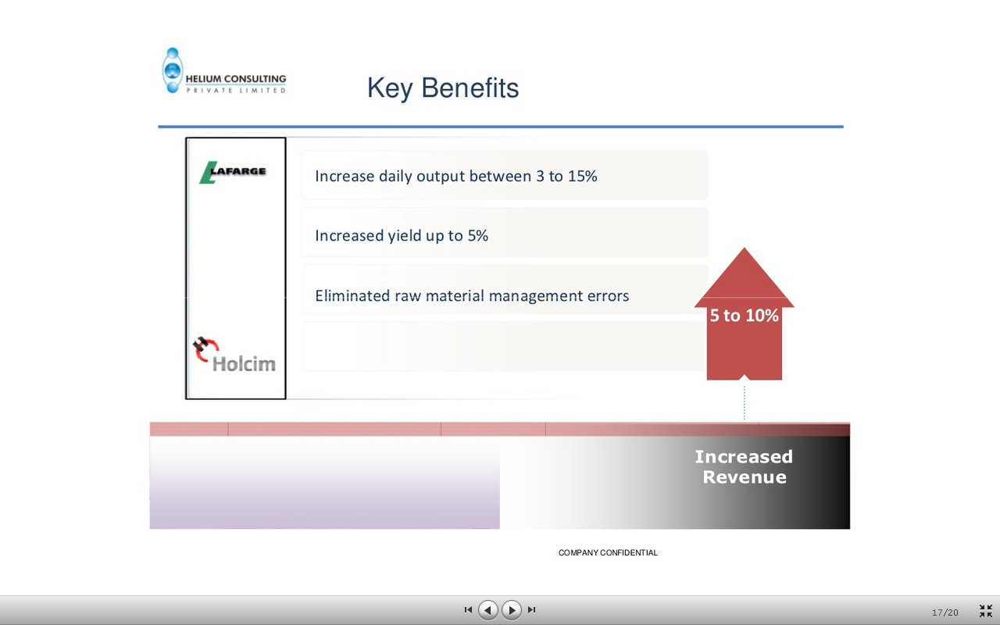 HELIUM CONSULTING
PRIVATE LIMITED
Key Benefits
LAFARGE
Increase daily output between 3 to 15%
Increased yield up to 5%
Eliminated raw material management errors
5 to 10%
Holcim
Increased
Revenue
COMPANY CONFIDENTIAL
17/20